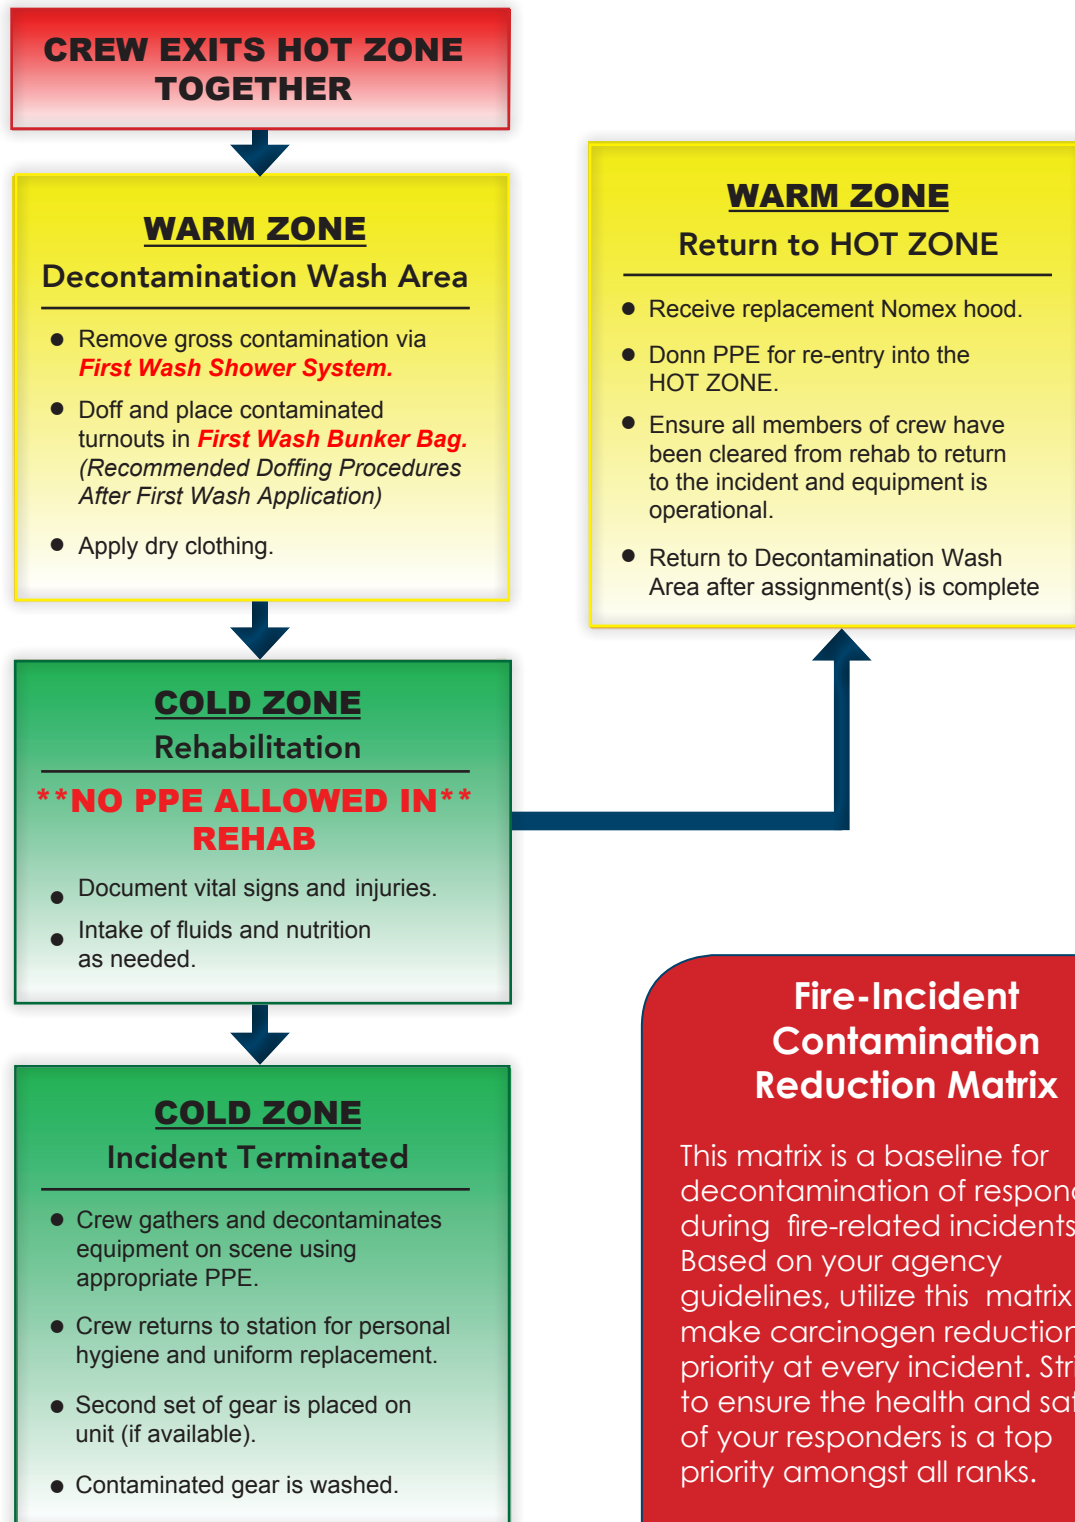 CREW EXITS HOT ZONE
TOGETHER
WARM ZONE
Decontamination Wash Area
• Remove gross contamination via
First Wash Shower System.
• Doff and place contaminated
turnouts in First Wash Bunker Bag.
(Recommended Doffing Procedures
After First Wash Application)
• Apply dry clothing.
COLD ZONE
Rehabilitation
**NO PPE ALLOWED IN**
REHAB
• Document vital signs and injuries.
• Intake of fluids and nutrition
as needed.
COLD ZONE
Incident Terminated
• Crew gathers and decontaminates
equipment on scene using
appropriate PPE.
• Crew returns to station for personal
hygiene and uniform replacement.
• Second set of gear is placed on
unit (if available).
• Contaminated gear is washed.
WARM ZONE
Return to HOT ZONE
• Receive replacement Nomex hood.
• Donn PPE for re-entry into the
HOT ZONE.
• Ensure all members of crew have
been cleared from rehab to return
to the incident and equipment is
operational.
• Return to Decontamination Wash
Area after assignment(s) is complete
Fire-Incident
Contamination
Reduction Matrix
This matrix is a baseline for
decontamination of
during fire-related incidents
Based on your agency
guidelines, utilize this matrix
make carcinogen reduction
priority at every incident.
to ensure the health and
of your responders is a top
priority amongst all ranks.